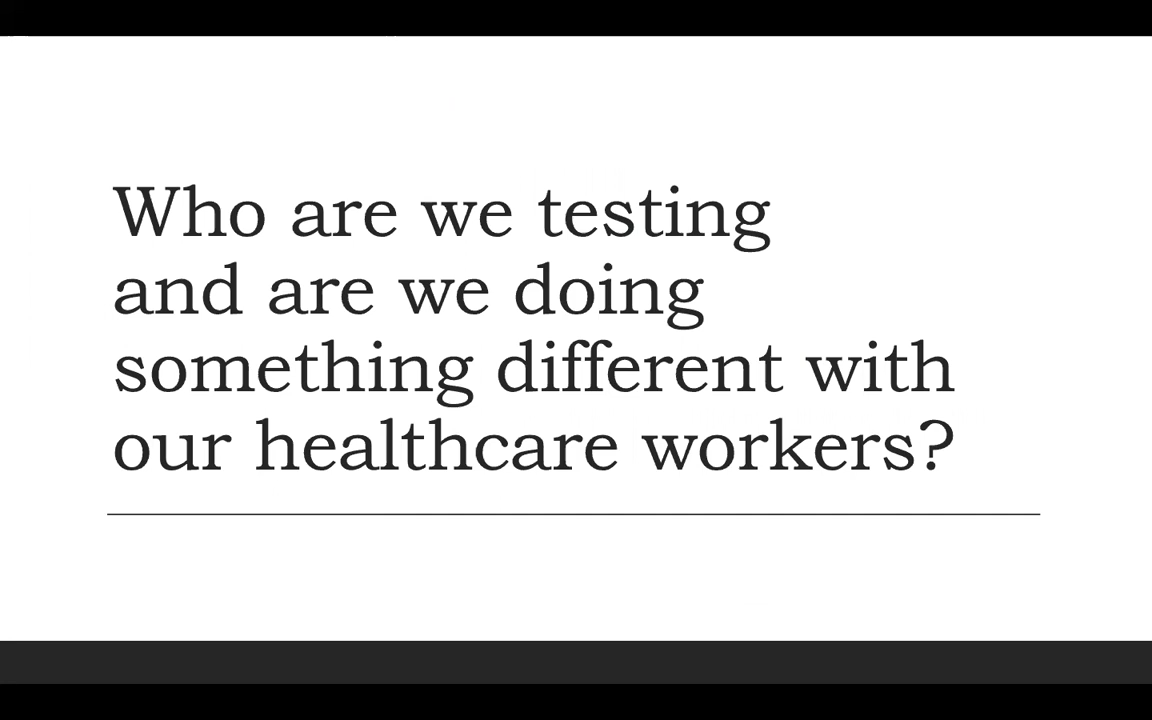 Who are we testing
and are we doing
something different with
our healthcare workers?